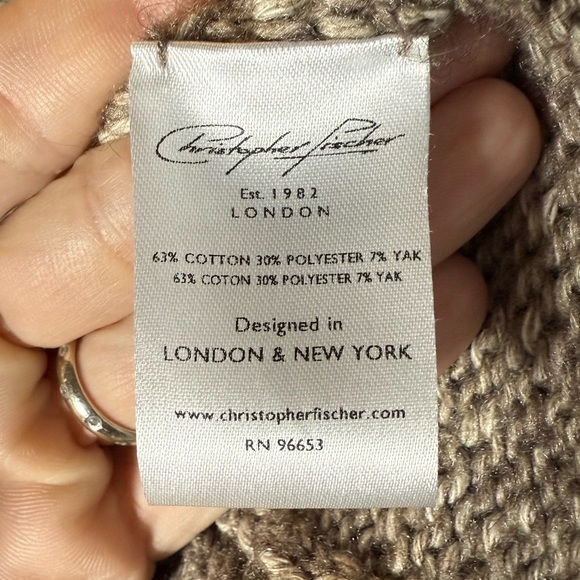 Christopher Fischer
Est. 1982
LONDON
63% COTTON 30% POLYESTER 7% YAK
63% COTON 30% POLYESTER 7% YAK
Designed in
LONDON & NEW YORK
www.christopherfischer.com
RN 96653